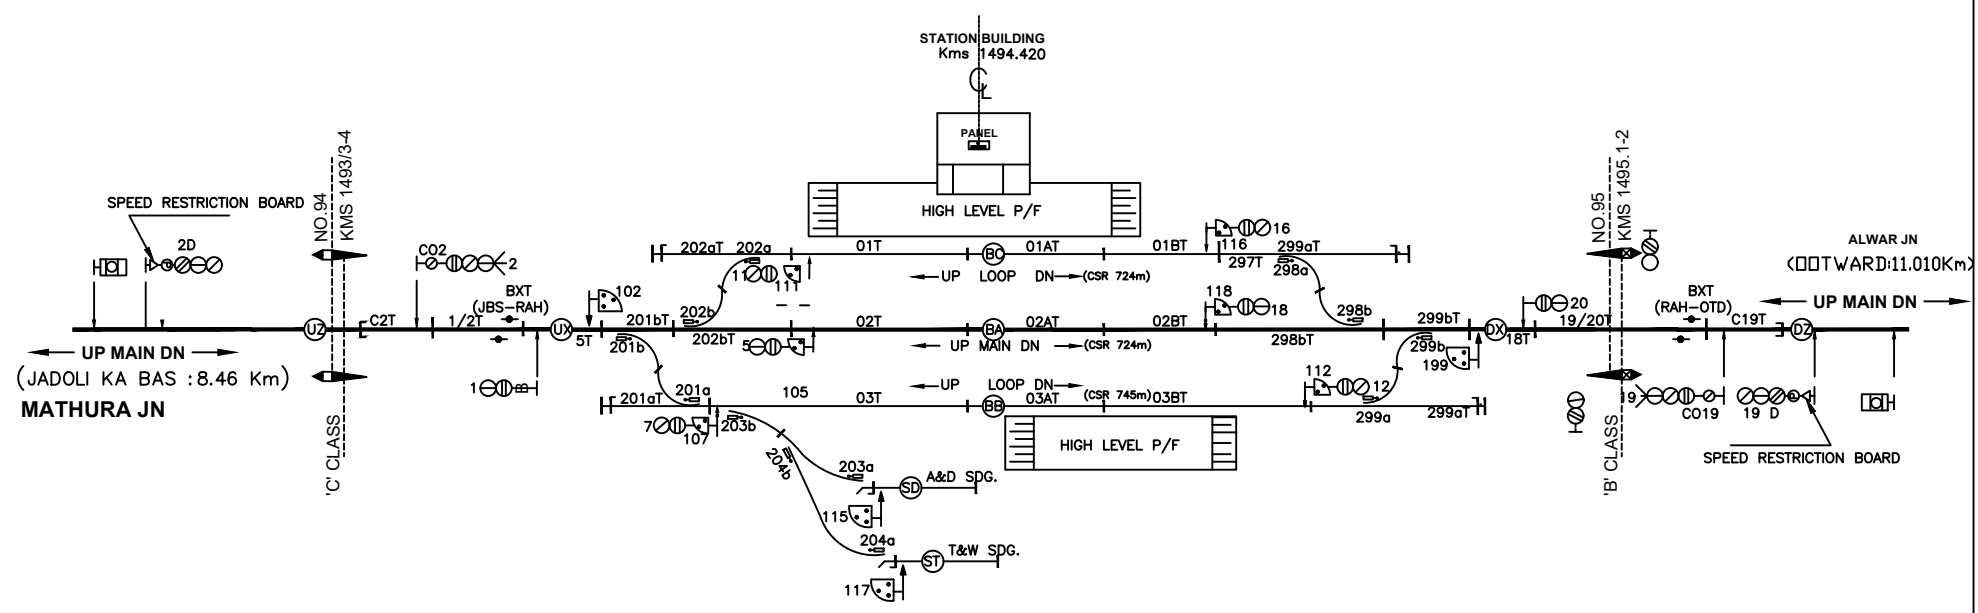 STATION BUILDING
Kms 1494.420
CL
PANEL
HIGH LEVEL P/F
SPEED RESTRICTION BOARD
2D
NO.94
KMS 1493/3-4
'C' CLASS
CO2
2
C2T
1/2T
BXT
(JBS-RAH)
UZ
UX
5T
102
1
B
UP MAIN DN
(JADOLI KA BAS :8.46 Km)
MATHURA JN
202aT
202a
01T
BC
01AT
01BT
116
16
297T
299aT
298a
11
111
UP LOOP DN (CSR 724m)
201bT
202b
202bT
201b
02T
BA
02AT
02BT
118
18
298bT
298b
299bT
299b
5
UP MAIN DN (CSR 724m)
DX
18T
20
19/20T
199
201aT
201a
105
03T
BB
03AT
03BT
112
12
299a
299aT
UP LOOP DN (CSR 745m)
7
107
203b
204b
203a
HIGH LEVEL P/F
A&D SDG.
SD
115
204a
T&W SDG.
ST
117
NO.95
KMS 1495.1-2
'B' CLASS
BXT
(RAH-OTD)
C19T
DZ
ALWAR JN
(OOTWARD:11.010Km)
UP MAIN DN
19
CO19
19 D
SPEED RESTRICTION BOARD